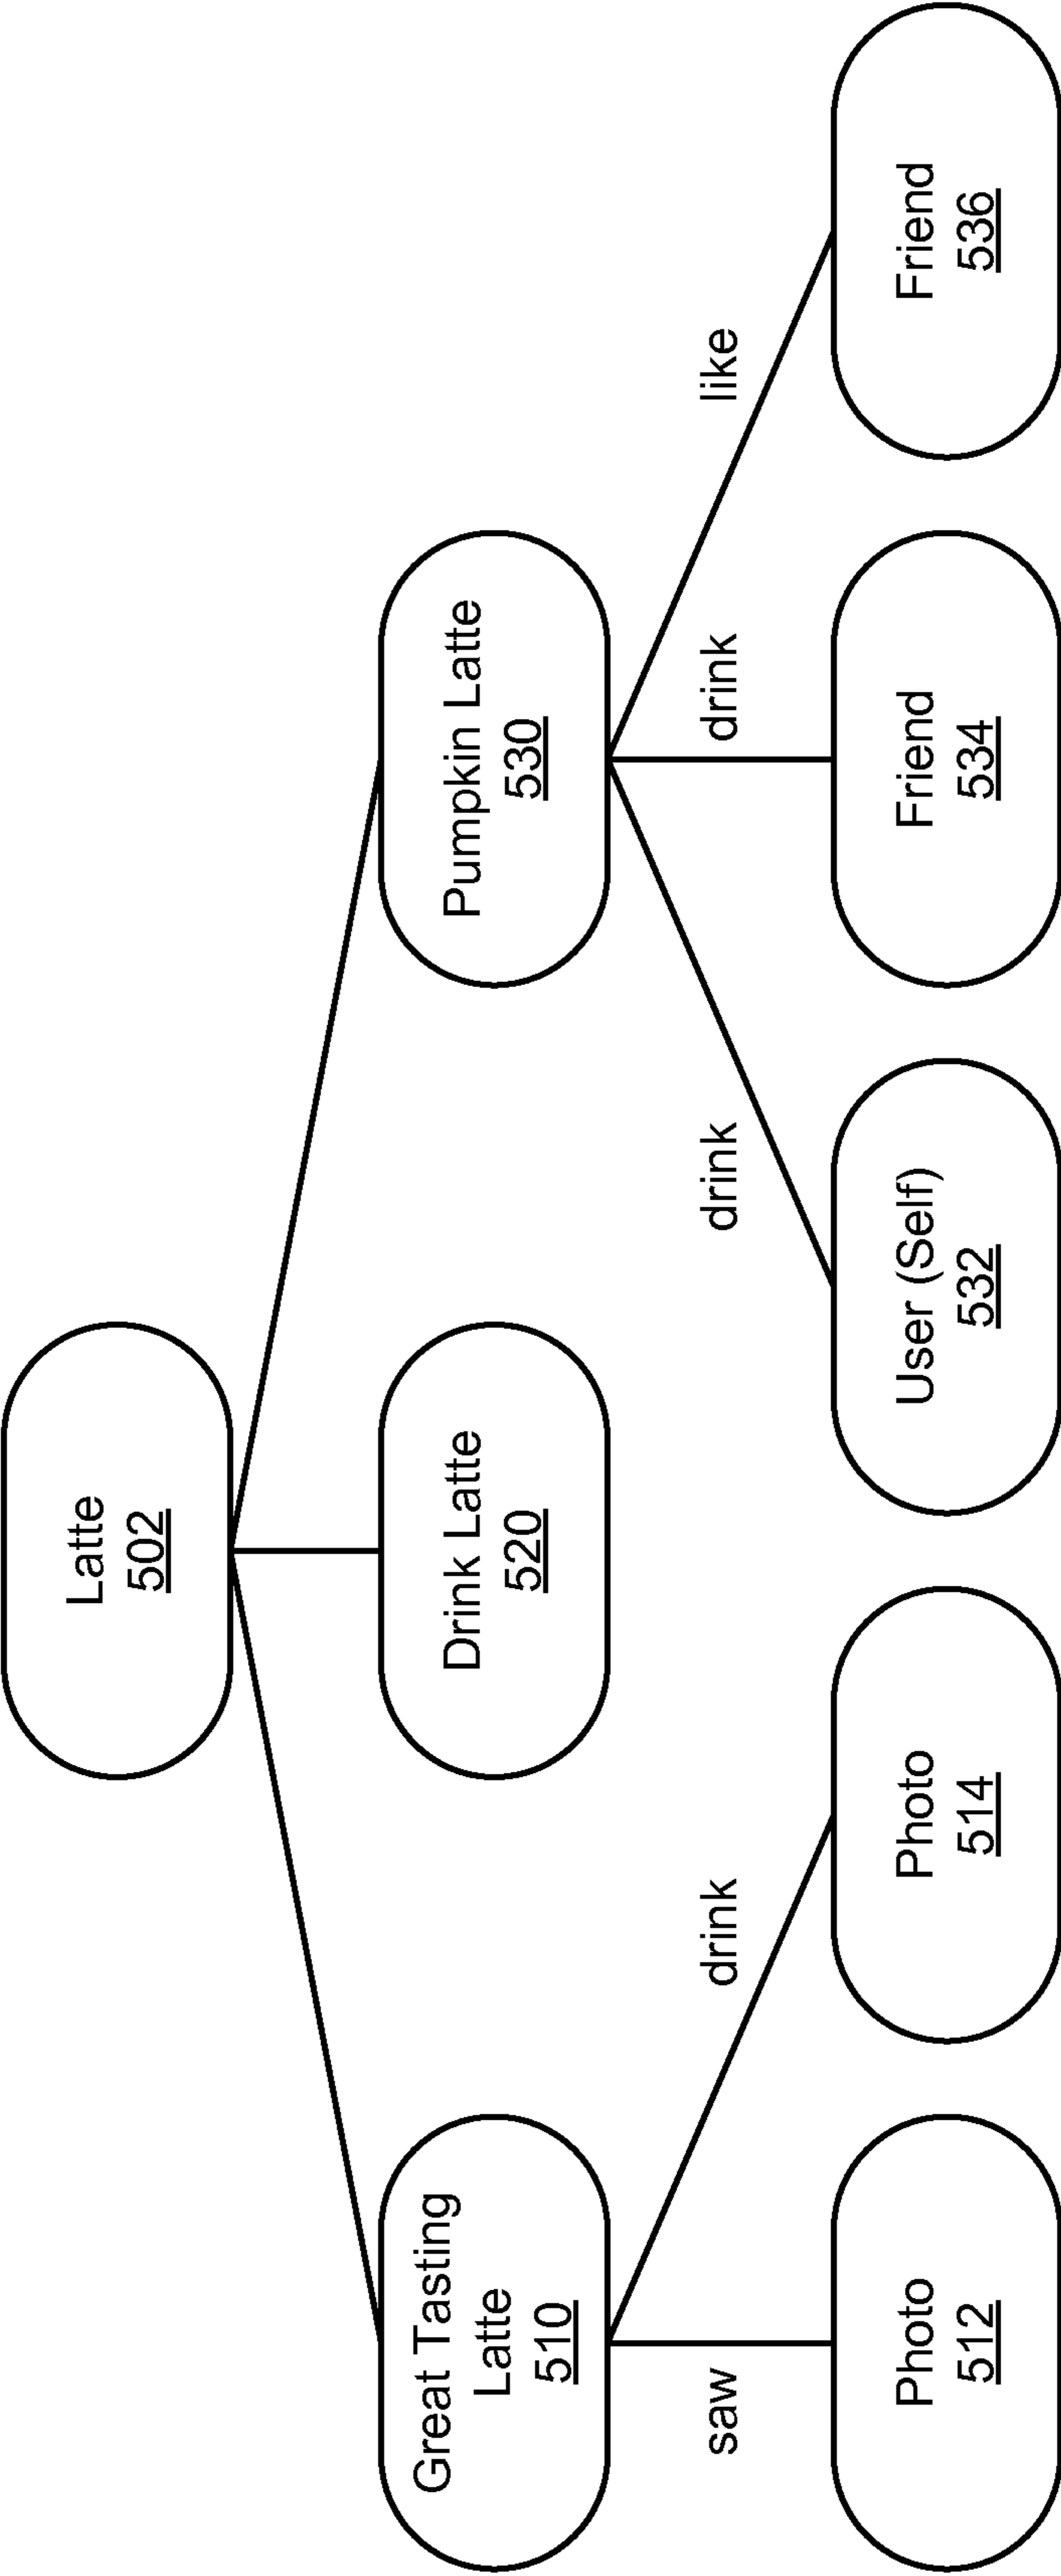 Latte
502
Great Tasting
Latte
510
Drink Latte
520
Pumpkin Latte
530
saw
drink
drink
drink
like
Photo
512
Photo
514
User (Self)
532
Friend
534
Friend
536